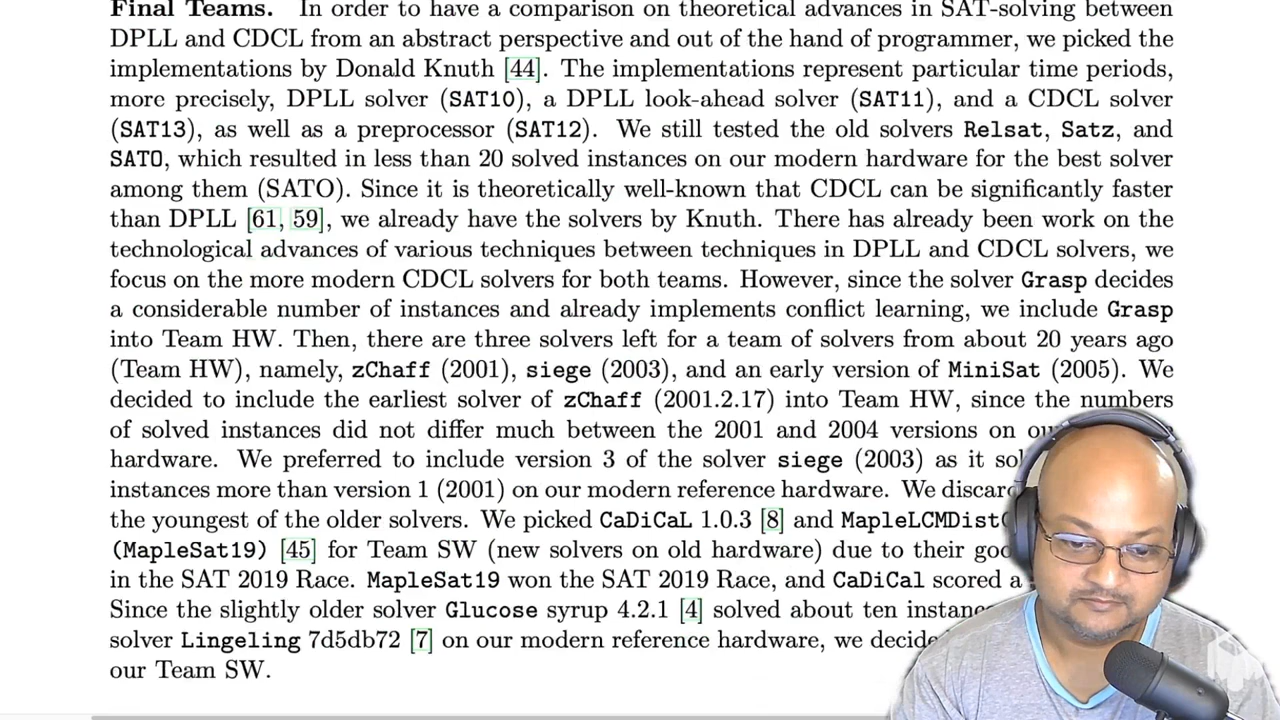 Final Teams. In order to have a comparison on theoretical advances in SAT-solving between
DPLL and CDCL from an abstract perspective and out of the hand of programmer, we picked the
implementations by Donald Knuth [44]. The implementations represent particular time periods,
more precisely, DPLL solver (SAT10), a DPLL look-ahead solver (SAT11), and a CDCL solver
(SAT13), as well as a preprocessor (SAT12). We still tested the old solvers Relsat, Satz, and
SATO, which resulted in less than 20 solved instances on our modern hardware for the best solver
among them (SATO). Since it is theoretically well-known that CDCL can be significantly faster
than DPLL [61, 59], we already have the solvers by Knuth. There has already been work on the
technological advances of various techniques between techniques in DPLL and CDCL solvers, we
focus on the more modern CDCL solvers for both teams. However, since the solver Grasp decides
a considerable number of instances and already implements conflict learning, we include Grasp
into Team HW. Then, there are three solvers left for a team of solvers from about 20 years ago
(Team HW), namely, zChaff (2001), siege (2003), and an early version of MiniSat (2005). We
decided to include the earliest solver of zChaff (2001.2.17) into Team HW, since the numbers
of solved instances did not differ much between the 2001 and 2004 versions on
hardware. We preferred to include version 3 of the solver siege (2003) as it
instances more than version 1 (2001) on our modern reference hardware. We
the youngest of the older solvers. We picked CaDiCaL 1.0.3 [8] and
(MapleSat19) [45] for Team SW (new solvers on old hardware) due to their
in the SAT 2019 Race. MapleSat19 won the SAT 2019 Race, and CaDiCal scored a
Since the slightly older solver Glucose syrup 4.2.1 [4] solved about ten
solver Lingeling 7d5db72 [7] on our modern reference hardware, we
our Team SW.